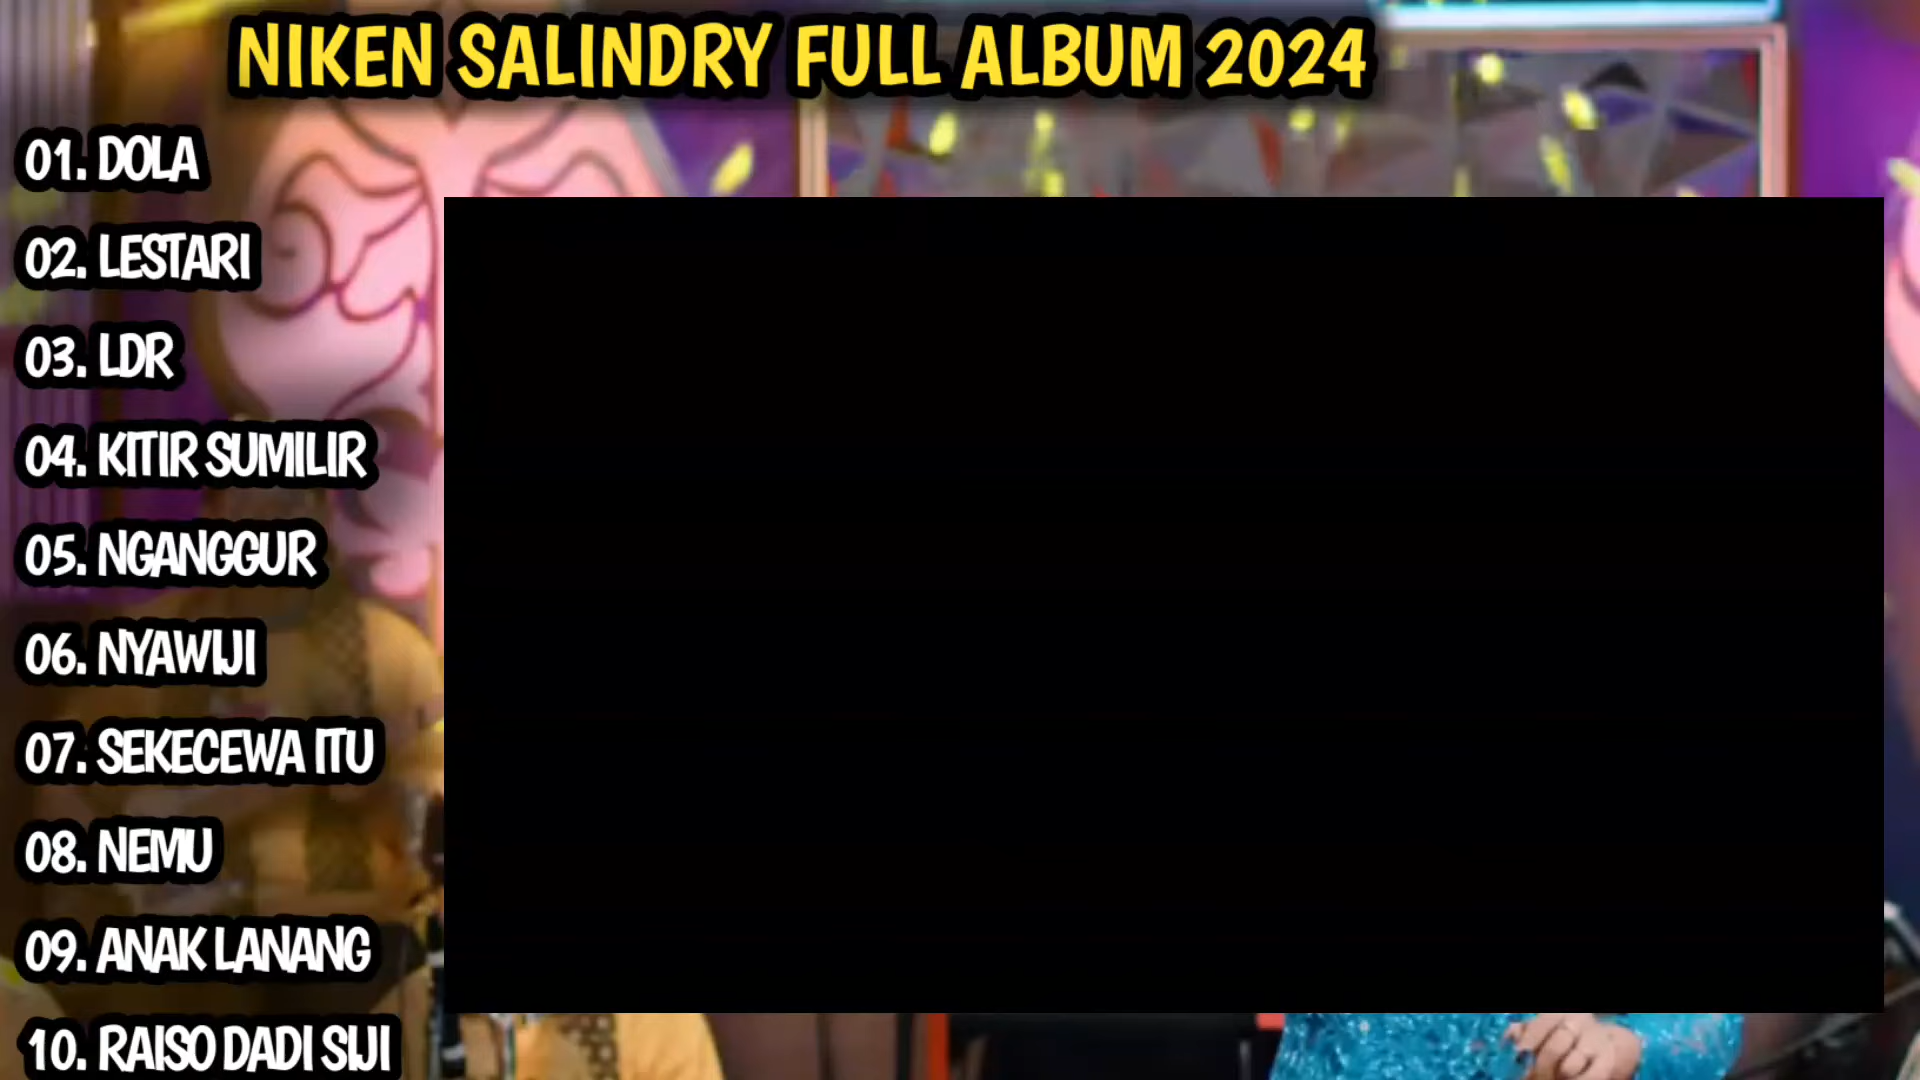 NIKEN SALINDRY FULL ALBUM 2024
01. DOLA
02. LESTARI
03. LDR
04. KITIR SUMILIR
05. NGANGGUR
06. NYAWIJI
07. SEKECEWA ITU
08. NEMU
09. ANAK LANANG
10. RAISO DADI SIJI